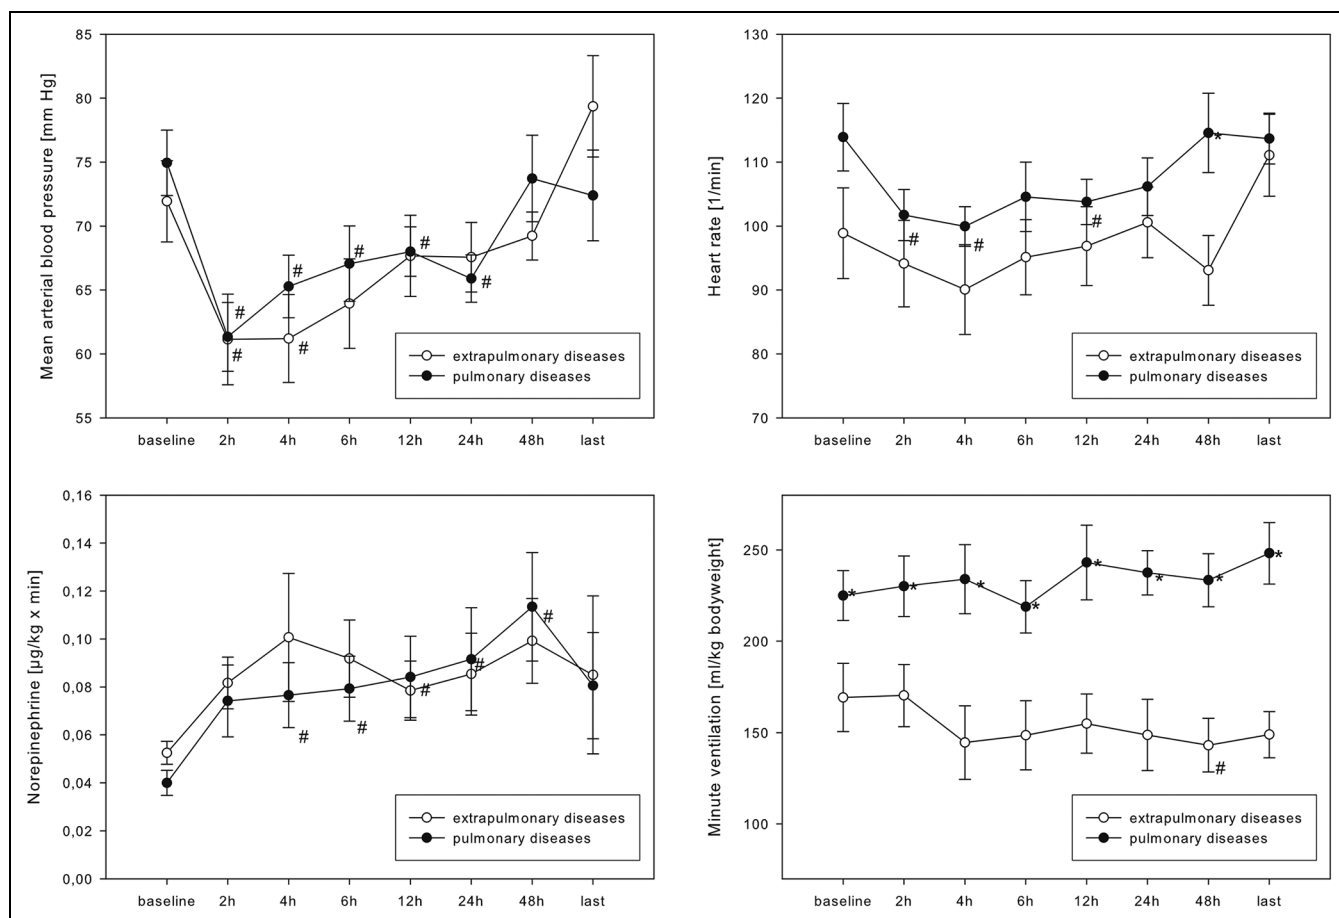 Mean arterial blood pressure [mm Hg]
85
80
75
70
65
60
55
# # # # # # #
extrapulmonary diseases
pulmonary diseases
baseline 2h 4h 6h 12h 24h 48h last
Heart rate [1/min]
130
120
110
100
90
80
70
# # # *
extrapulmonary diseases
pulmonary diseases
baseline 2h 4h 6h 12h 24h 48h last
Norepinephrine [µg/kg x min]
0,16
0,14
0,12
0,10
0,08
0,06
0,04
0,02
0,00
# # # # #
extrapulmonary diseases
pulmonary diseases
baseline 2h 4h 6h 12h 24h 48h last
Minute ventilation [ml/kg bodyweight]
250
200
150
100
* * * * * * * *
#
extrapulmonary diseases
pulmonary diseases
baseline 2h 4h 6h 12h 24h 48h last